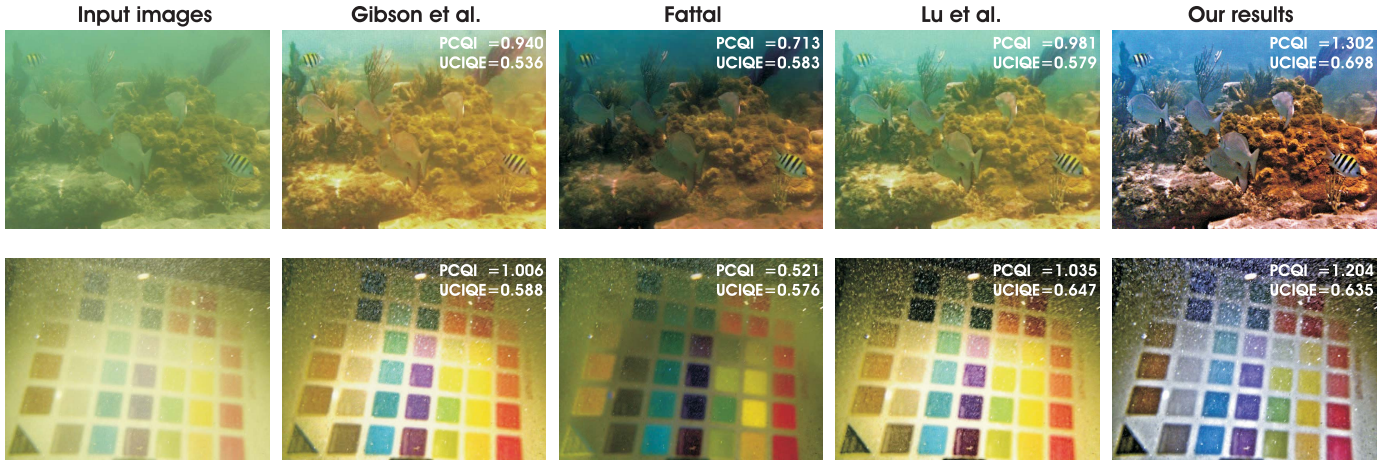 Input images
Gibson et al.
Fattal
Lu et al.
Our results
PCQI =0.940
UCIQE=0.536
PCQI =0.713
UCIQE=0.583
PCQI =0.981
UCIQE=0.579
PCQI =1.302
UCIQE=0.698
PCQI =1.006
UCIQE=0.588
PCQI =0.521
UCIQE=0.576
PCQI =1.035
UCIQE=0.647
PCQI =1.204
UCIQE=0.635